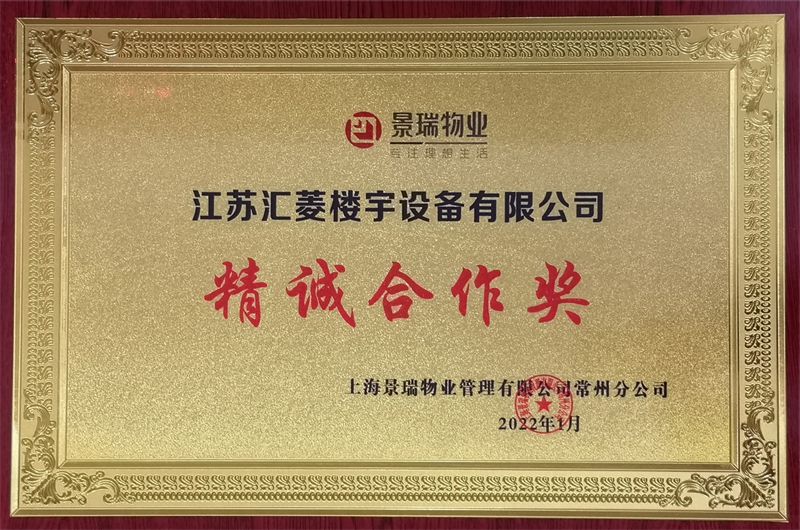 景瑞物业
专注理想生活
江苏汇菱楼宇设备有限公司
精诚合作奖
上海景瑞物业管理有限公司常州分公司
2022年1月